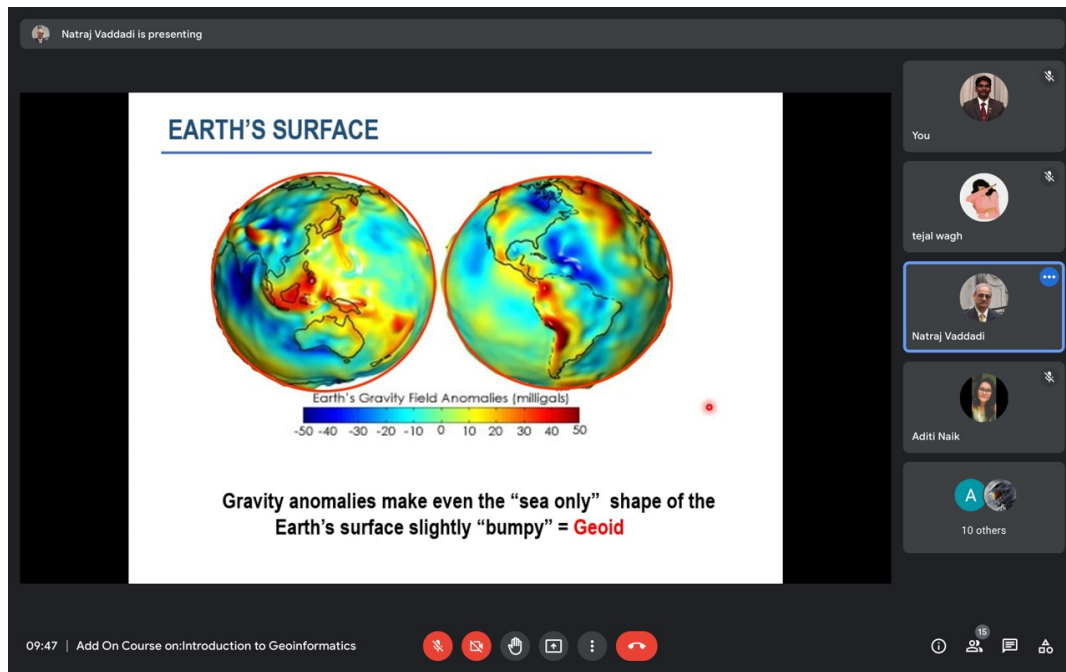 Natraj Vaddadi is presenting
EARTH'S SURFACE
Earth's Gravity Field Anomalies (milligals)
-50 -40 -30 -20 -10 0 10 20 30 40 50
Gravity anomalies make even the “sea only” shape of the
Earth's surface slightly “bumpy” = Geoid
You
tejal wagh
Natraj Vaddadi
Aditi Naik
A
10 others
09:47 | Add On Course on:Introduction to Geoinformatics
15